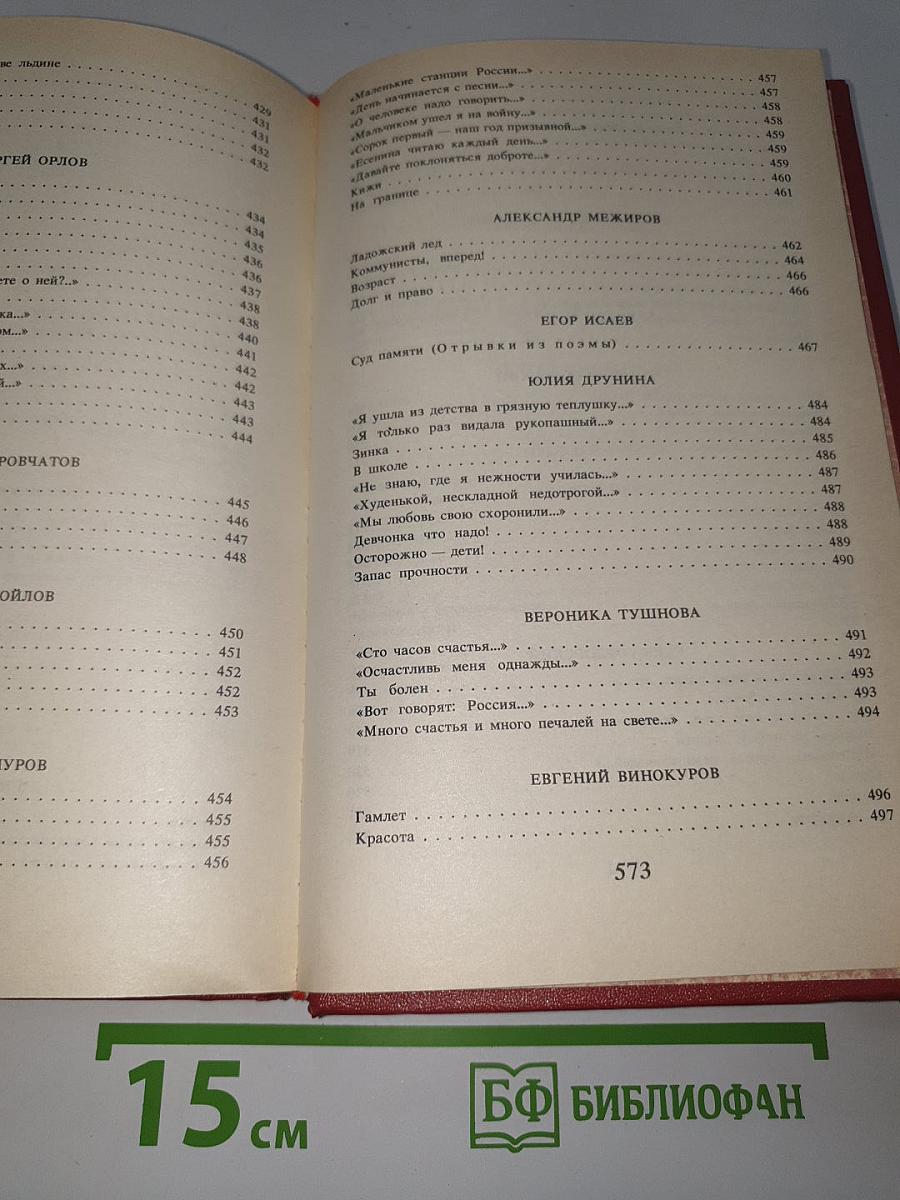 ве льдине
429
431
431
432
432
РГЕЙ ОРЛОВ
434
434
435
436
436
ете о ней?..» 437
438
ка...» 438
ом...» 440
441
х...» 442
й...» 442
443
443
444
РОВЧАТОВ
445
446
447
448
ОЙЛОВ
450
451
452
452
453
УРОВ
454
455
455
456
«Маленькие станции России...» 457
«День начинается с песни...» 457
«О человеке надо говорить...» 458
«Мальчиком ушел я на войну...» 458
«Сорок первый — наш год призывной...» 459
«Есенина читаю каждый день...» 459
«Давайте поклоняться доброте...» 459
Кижи 460
На границе 461
АЛЕКСАНДР МЕЖИРОВ
Ладожский лед 462
Коммунисты, вперед! 464
Возраст 466
Долг и право 466
ЕГОР ИСАЕВ
Суд памяти (Отрывки из поэмы) 467
ЮЛИЯ ДРУНИНА
«Я ушла из детства в грязную теплушку...» 484
«Я только раз видала рукопашный...» 484
Зинка 485
В школе 486
«Не знаю, где я нежности училась...» 487
«Худенькой, нескладной недотрогой...» 487
«Мы любовь свою схоронили...» 488
Девчонка что надо! 488
Осторожно — дети! 489
Запас прочности 490
ВЕРОНИКА ТУШНОВА
«Сто часов счастья...» 491
«Осчастливь меня однажды...» 492
Ты болен 493
«Вот говорят: Россия...» 493
«Много счастья и много печалей на свете...» 494
ЕВГЕНИЙ ВИНОКУРОВ
Гамлет 496
Красота 497
573
15 см
БФ БИБЛИОФАН